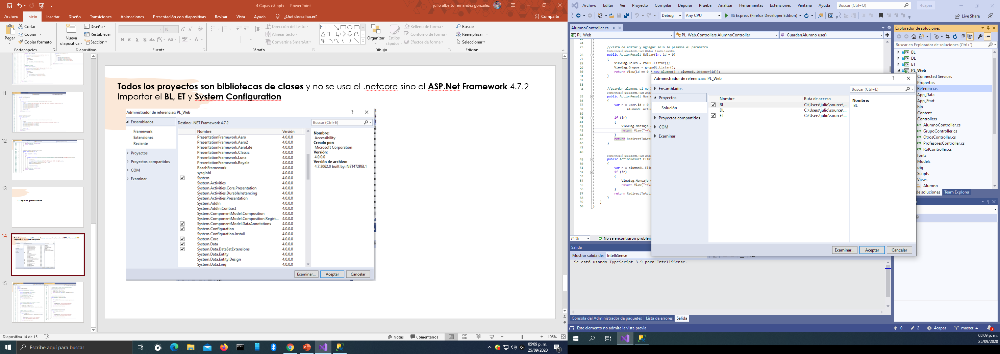 4 Capas c#.pptx - PowerPoint
julio alberto fernandez gonzalez
Archivo Inicio Insertar Diseño Transiciones Animaciones Presentación con diapositivas Revisar Vista Ayuda ¿Qué desea hacer? Compartir
Pegar
Cortar
Copiar
Copiar formato
Portapapeles
Nueva diapositiva
Diseño
Restablecer
Sección
Diapositivas
18
N K S S abc AV Aa A
Fuente
Dirección del texto
Alinear texto
Convertir a SmartArt
Párrafo
Organizar
Estilos rápidos
Relleno de forma
Contorno de forma
Efectos de forma
Dibujo
Buscar
Reemplazar
Seleccionar
Edición
11
12
13
14
15
Todos los proyectos son bibliotecas de clases y no se usa el .netcore sino el ASP.Net Framework 4.7.2
Importar el BL, ET y System Configuration
Administrador de referencias: PL_Web
Ensamblados
Framework
Extensiones
Reciente
Proyectos
Proyectos compartidos
COM
Examinar
Destino: .NET Framework 4.7.2
Buscar (Ctrl+E)
Nombre Versión
PresentationFramework.Aero 4.0.0.0
PresentationFramework.Aero2 4.0.0.0
PresentationFramework.AeroLite 4.0.0.0
PresentationFramework.Classic 4.0.0.0
PresentationFramework.Luna 4.0.0.0
PresentationFramework.Royale 4.0.0.0
ReachFramework 4.0.0.0
sysglobl 4.0.0.0
System 4.0.0.0
System.Activities 4.0.0.0
System.Activities.Core.Presentation 4.0.0.0
System.Activities.DurableInstancing 4.0.0.0
System.Activities.Presentation 4.0.0.0
System.AddIn 4.0.0.0
System.AddIn.Contract 4.0.0.0
System.ComponentModel.Composition 4.0.0.0
System.ComponentModel.Composition.Regist... 4.0.0.0
System.ComponentModel.DataAnnotations 4.0.0.0
System.Configuration 4.0.0.0
System.Configuration.Install 4.0.0.0
System.Core 4.0.0.0
System.Data 4.0.0.0
System.Data.DataSetExtensions 4.0.0.0
System.Data.Entity 4.0.0.0
System.Data.Entity.Design 4.0.0.0
System.Data.Linq 4.0.0.0
Nombre:
Accessibility
Creado por:
Microsoft Corporation
Versión:
4.0.0.0
Versión de archivo:
4.7.3062.0 built by: NET472REL1
Examinar... Aceptar Cancelar
Diapositiva 14 de 15
Notas Comentarios 105%
Escribe aquí para buscar
05:09 p. m.
25/09/2020
Archivo Editar Ver Proyecto Compilar Depurar Prueba Analizar Herramientas Extensiones Ventana Ayuda Buscar (Ctrl+Q) 4capas
Debug Any CPU IIS Express (Firefox Developer Edition) Live Share
AlumnoController.cs
PL_Web PL_Web.Controllers.AlumnoController Guardar(Alumno user)
24
25 //vista de editar y agregar solo le pasamos el parametro
0 referencias | julio alberto, Hace 20 días | 1 autor, 1 cambio
26 public ActionResult Editar(int id = 0)
27 {
28 ViewBag.Roles = rolBL.Listar();
29 ViewBag.Grupos = grupoBL.Listar();
30 return View(id == 0 ? new Alumno() : alumnoBL.Obtener(id));
31 }
32
33
34 //guardar alumnos si no
0 referencias | julio alberto, Hace 20 día
35 public ActionResult Guar
36 {
37 var r = user.id > 0 ?
38 alumnoBL.Actua
39
40 if (!r)
41 {
42 ViewBag.Mensaje =
43 return View("~/Vi
44 }
45 return RedirectToActi
46 }
47
48
0 referencias | julio alberto, Hace 20 día
49 public ActionResult Elimi
50 {
51 var r = alumnoBL.Elim
52 if (!r)
53 {
54 ViewBag.Mensaje =
55 return View("~/Vi
56 }
57 return RedirectToActi
58 }
59 }
60 }
74 % No se encontraron problem
Administrador de referencias: PL_Web
Ensamblados
Proyectos
Solución
Proyectos compartidos
COM
Examinar
Buscar (Ctrl+E)
Nombre Ruta de acceso
BL C:\Users\julio\source\...
DL C:\Users\julio\source\...
ET C:\Users\julio\source\...
Nombre:
BL
Examinar... Aceptar Cancelar
Explorador de soluciones
Buscar en Explorador de soluciones (Ctrl+´)
BL
DL
ET
PL_Web
Connected Services
Properties
Referencias
App_Data
App_Start
bin
Content
Controllers
AlumnoController.cs
GrupoController.cs
OtrosController.cs
ProfesoresController.cs
RolController.cs
fonts
Models
obj
Scripts
Views
Alumno
de soluciones Team Explorer
Salida
Mostrar salida de: IntelliSense
Se está usando TypeScript 3.9 para IntelliSense.
Consola del Administrador de paquetes Lista de errores Salida
Este elemento no admite la vista previa
0 2 4capas master 3
05:09 p. m.
25/09/2020